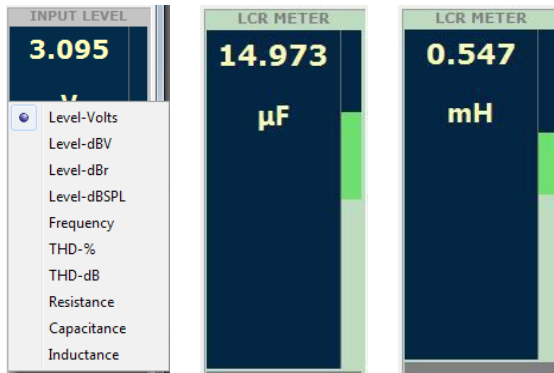 INPUT LEVEL
3.095
Level-Volts
Level-dBV
Level-dBr
Level-dBSPL
Frequency
THD-%
THD-dB
Resistance
Capacitance
Inductance
LCR METER
14.973
µF
LCR METER
0.547
mH